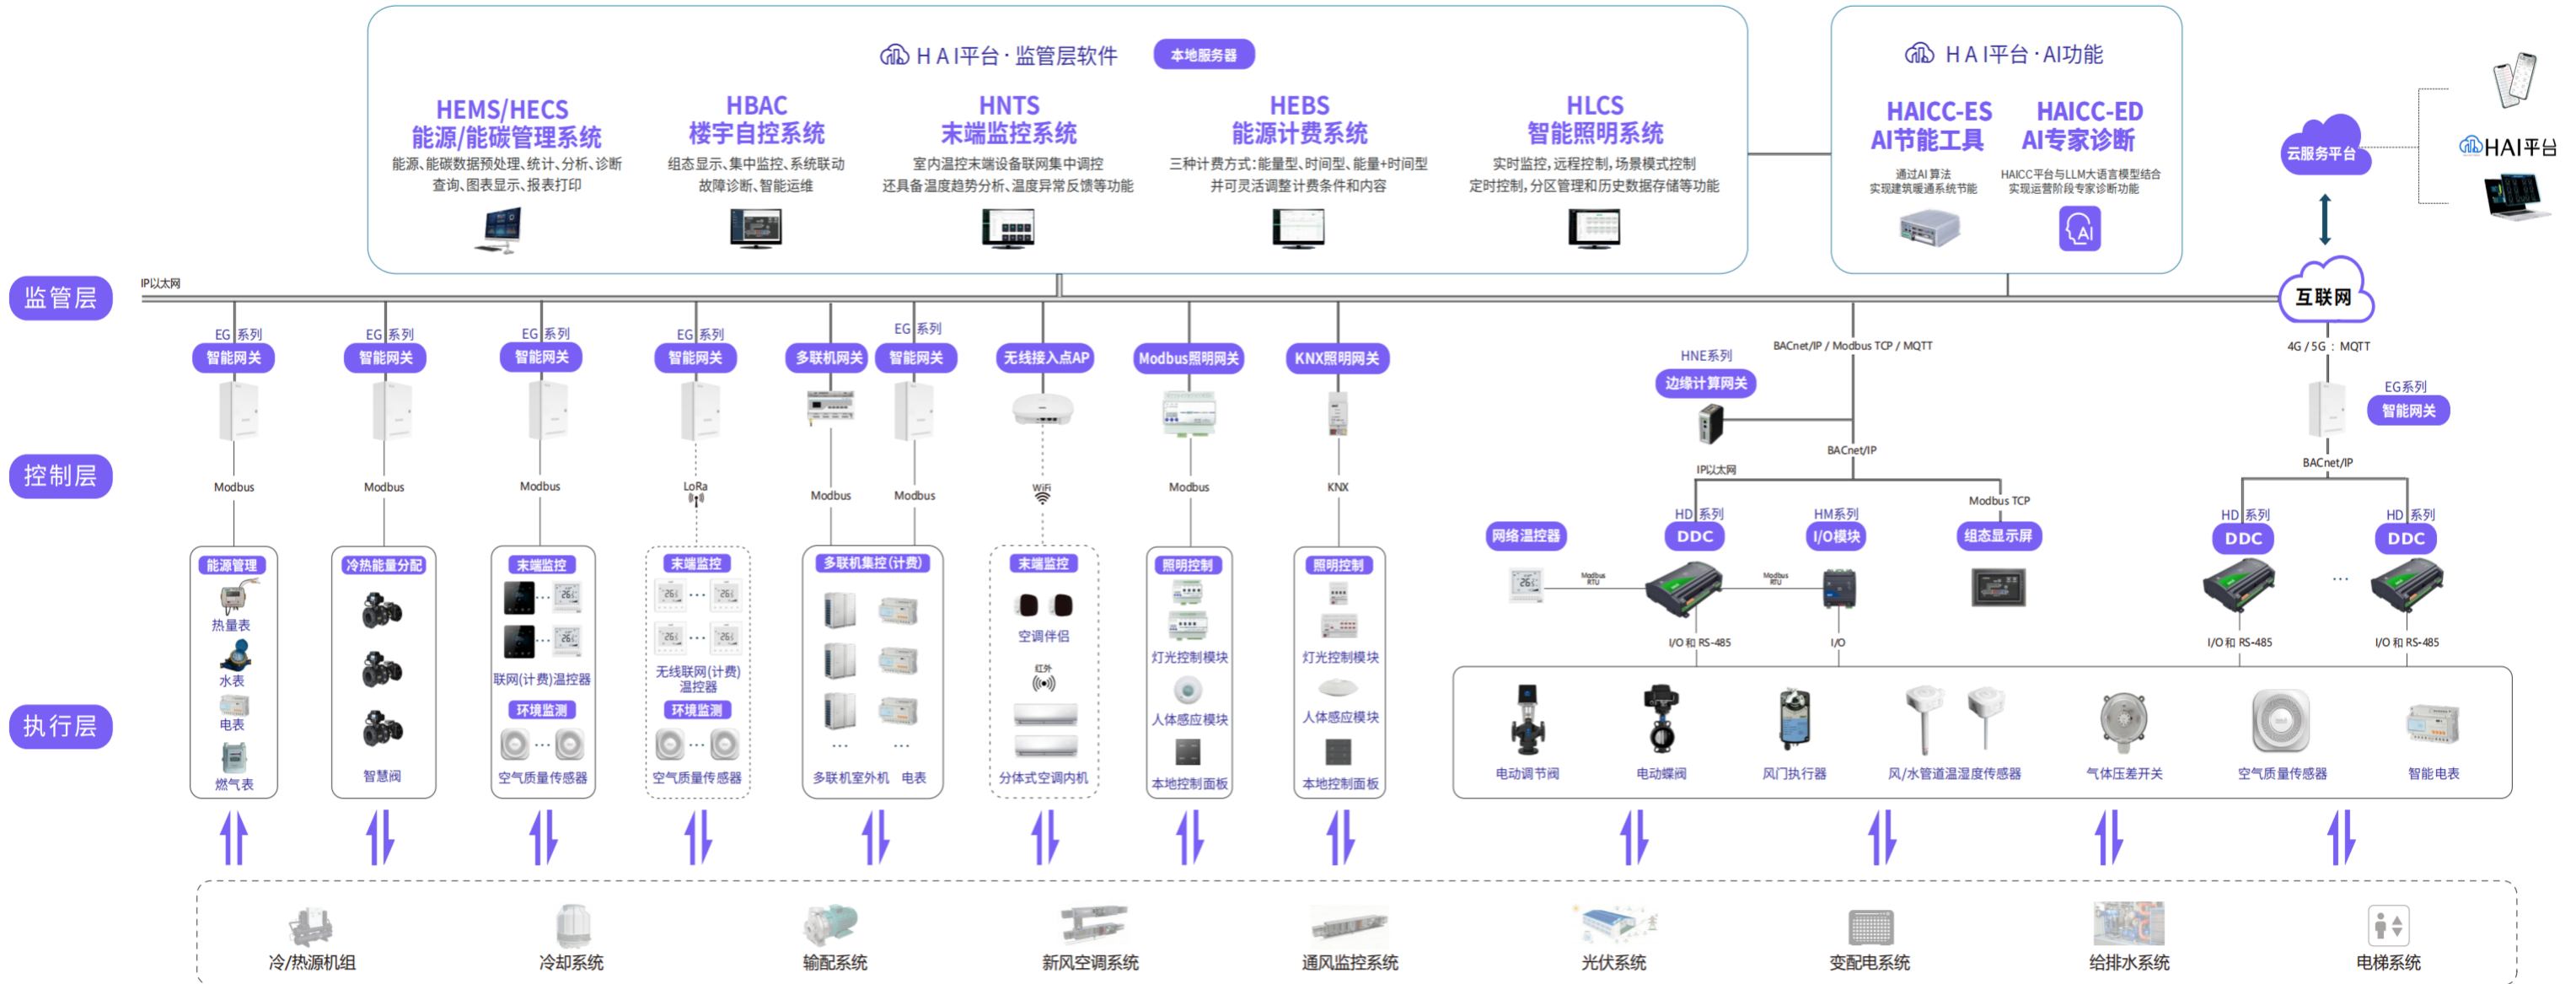 HAI平台·监管层软件 本地服务器
HEMS/HECS
能源/能碳管理系统
能源、能碳数据预处理、统计、分析、诊断
查询、图表显示、报表打印
HBAC
楼宇自控系统
组态显示、集中监控、系统联动
故障诊断、智能运维
HNTS
末端监控系统
室内温控末端设备联网集中调控
还具备温度趋势分析、温度异常反馈等功能
HEBS
能源计费系统
三种计费方式：能量型、时间型、能量+时间型
并可灵活调整计费条件和内容
HLCS
智能照明系统
实时监控，远程控制，场景模式控制
定时控制，分区管理和历史数据存储等功能
HAI平台·AI功能
HAICC-ES
AI节能工具
通过AI 算法
实现建筑暖通系统节能
HAICC-ED
AI专家诊断
HAICC平台与LLM大语言模型结合
实现运营阶段专家诊断功能
AI
云服务平台
HAI平台
监管层
IP以太网
互联网
EG 系列
智能网关
EG 系列
智能网关
EG 系列
智能网关
EG 系列
智能网关
多联机网关
EG 系列
智能网关
无线接入点AP
Modbus照明网关
KNX照明网关
BACnet/IP / Modbus TCP / MQTT
HNE系列
边缘计算网关
4G / 5G ： MQTT
EG系列
智能网关
控制层
Modbus
Modbus
Modbus
LoRa
Modbus
Modbus
WiFi
Modbus
KNX
BACnet/IP
IP以太网
Modbus TCP
BACnet/IP
网络温控器
HD 系列
DDC
HM系列
I/O模块
组态显示屏
HD 系列
DDC
HD 系列
DDC
Modbus
RTU
Modbus
RTU
...
I/O 和 RS-485
I/O
I/O 和 RS-485
I/O 和 RS-485
执行层
能源管理
热量表
水表
电表
燃气表
冷热能量分配
智慧阀
末端监控
...
...
联网(计费)温控器
环境监测
...
空气质量传感器
末端监控
...
...
无线联网(计费)
温控器
环境监测
...
空气质量传感器
多联机集控(计费)
...
...
多联机室外机
电表
末端监控
空调伴侣
红外
分体式空调内机
照明控制
灯光控制模块
人体感应模块
本地控制面板
照明控制
灯光控制模块
人体感应模块
本地控制面板
电动调节阀
电动蝶阀
风门执行器
风/水管道温湿度传感器
气体压差开关
空气质量传感器
智能电表
冷/热源机组
冷却系统
输配系统
新风空调系统
通风监控系统
光伏系统
变配电系统
给排水系统
电梯系统